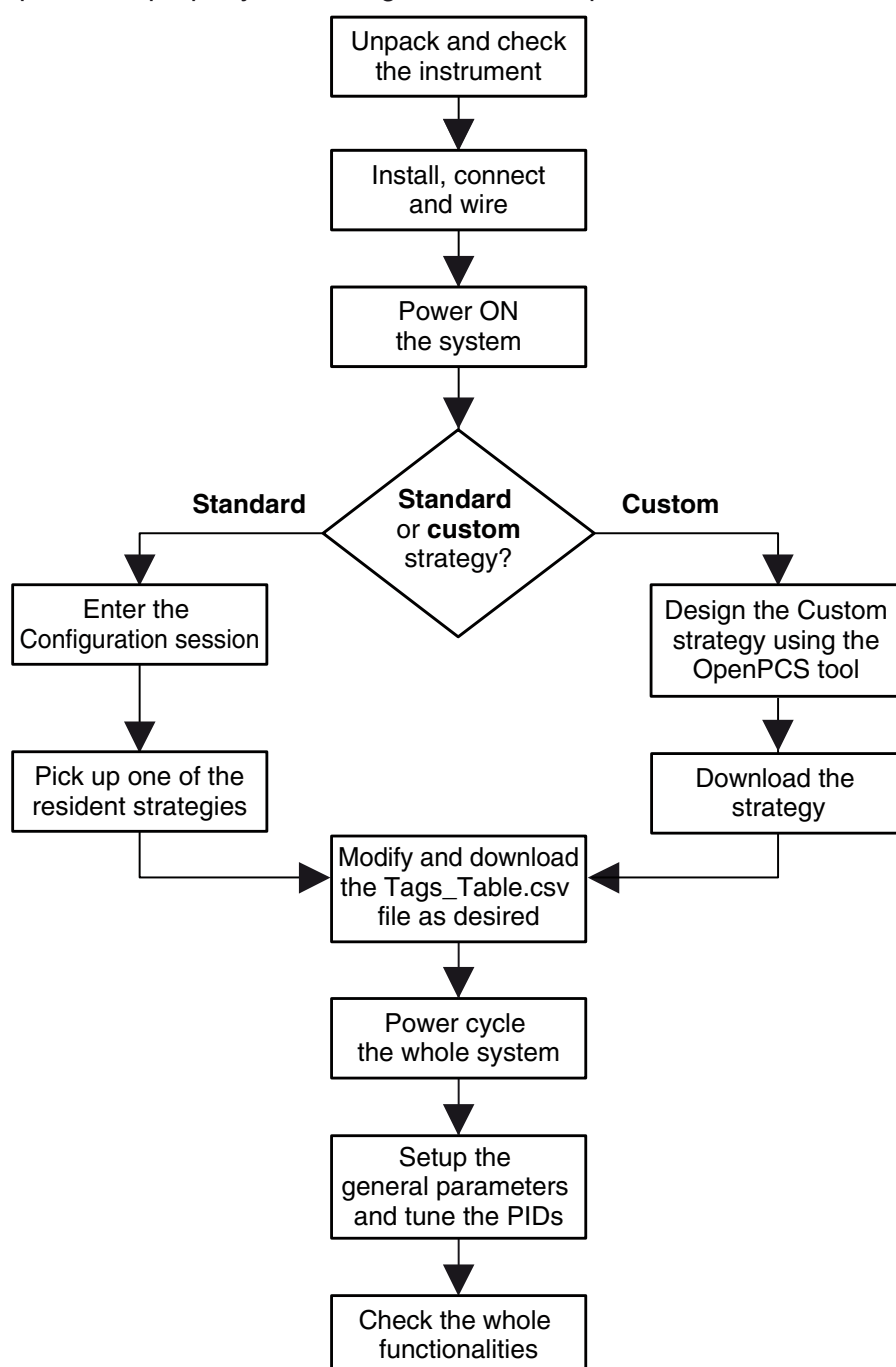 Unpack and check
the instrument
Install, connect
and wire
Power ON
the system
Standard
Standard
or custom
strategy?
Custom
Enter the
Configuration session
Design the Custom
strategy using the
OpenPCS tool
Pick up one of the
resident strategies
Download the
strategy
Modify and download
the Tags_Table.csv
file as desired
Power cycle
the whole system
Setup the
general parameters
and tune the PIDs
Check the whole
functionalities